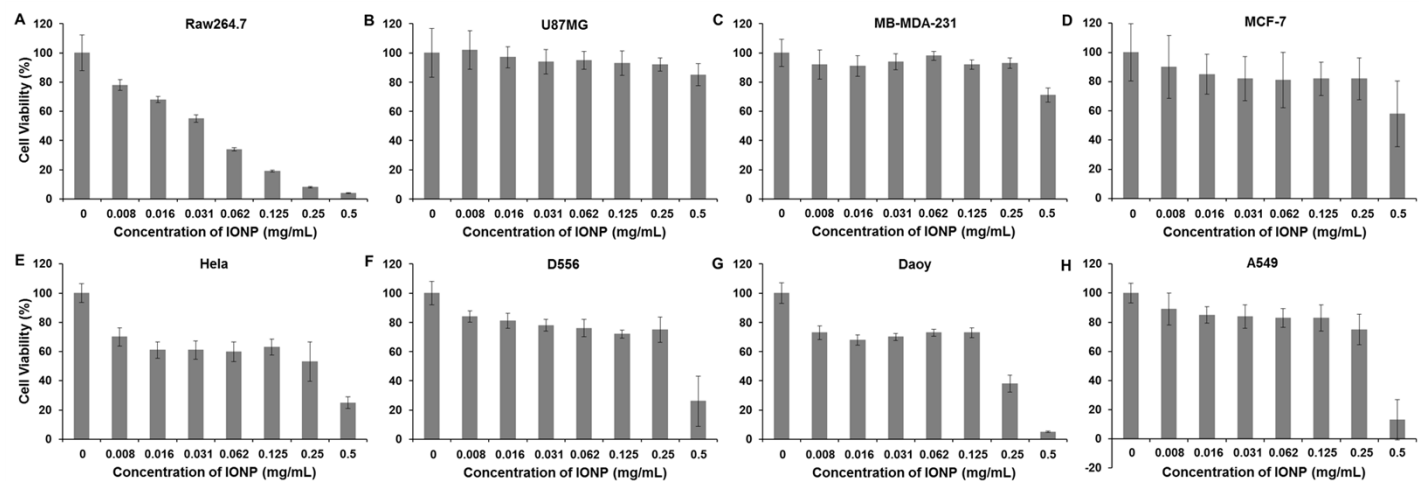 A Raw264.7
Cell Viability (%)
120
100
80
60
40
20
0
0 0.008 0.016 0.031 0.062 0.125 0.25 0.5
Concentration of IONP (mg/mL)
B U87MG
120
100
80
60
40
20
0
0 0.008 0.016 0.031 0.062 0.125 0.25 0.5
Concentration of IONP (mg/mL)
C MB-MDA-231
120
100
80
60
40
20
0
0 0.008 0.016 0.031 0.062 0.125 0.25 0.5
Concentration of IONP (mg/mL)
D MCF-7
120
100
80
60
40
20
0
0 0.008 0.016 0.031 0.062 0.125 0.25 0.5
Concentration of IONP (mg/mL)
E Hela
Cell Viability (%)
120
100
80
60
40
20
0
0 0.008 0.016 0.031 0.062 0.125 0.25 0.5
Concentration of IONP (mg/mL)
F D556
120
100
80
60
40
20
0
0 0.008 0.016 0.031 0.062 0.125 0.25 0.5
Concentration of IONP (mg/mL)
G Daoy
120
100
80
60
40
20
0
0 0.008 0.016 0.031 0.062 0.125 0.25 0.5
Concentration of IONP (mg/mL)
H A549
120
100
80
60
40
20
0
-20
0 0.008 0.016 0.031 0.062 0.125 0.25 0.5
Concentration of IONP (mg/mL)